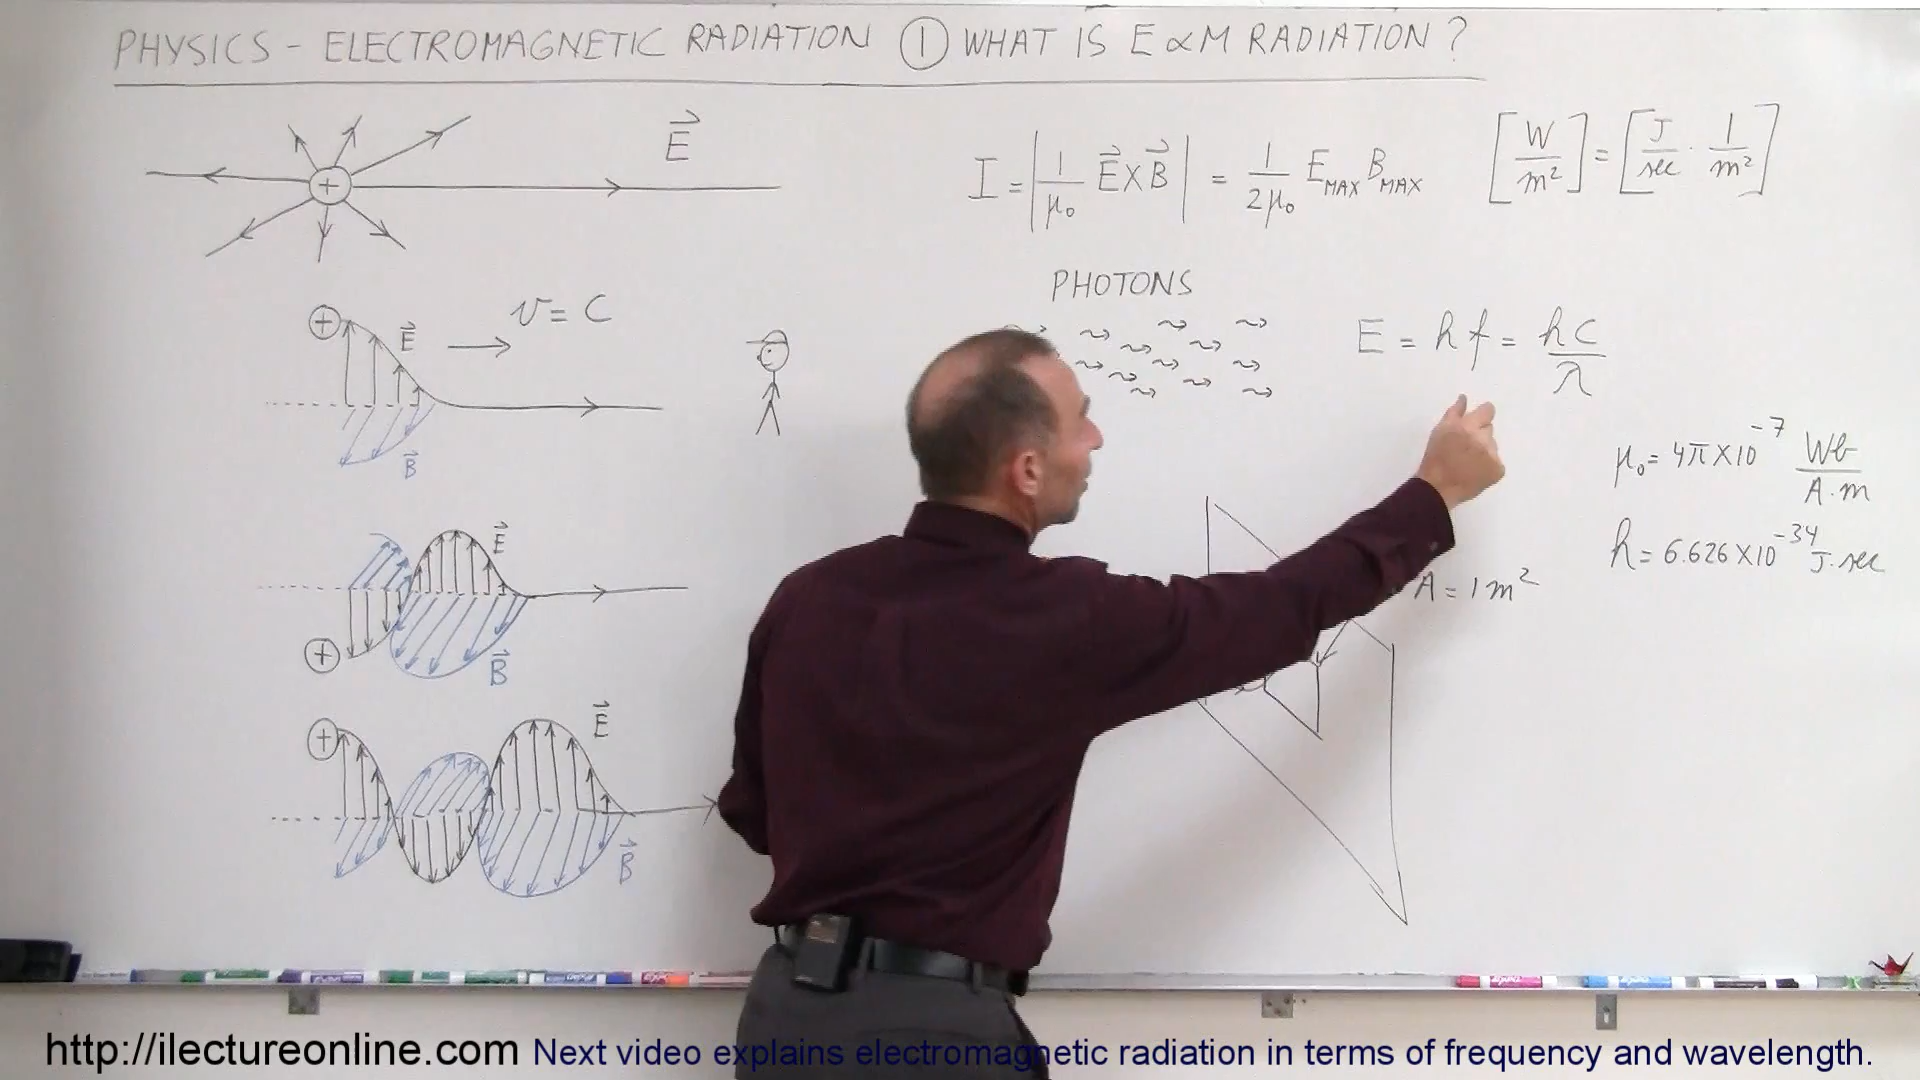 PHYSICS - ELECTROMAGNETIC RADIATION ① WHAT IS E∝M RADIATION?
E⃗
I = |1/μ₀ E⃗ X B⃗| = 1/2μ₀ E_MAX B_MAX [W/m²] = [J/sec · 1/m²]
PHOTONS
E = hf = hc/λ
+
+ E⃗ → v = C
B⃗
μ₀ = 4π X 10⁻⁷ Wb/A·m
h = 6.626 X 10⁻³⁴ J·sec
A = 1 m²
E⃗
+ B⃗
+ E⃗
B⃗
http://ilectureonline.com Next video explains electromagnetic radiation in terms of frequency and wavelength.